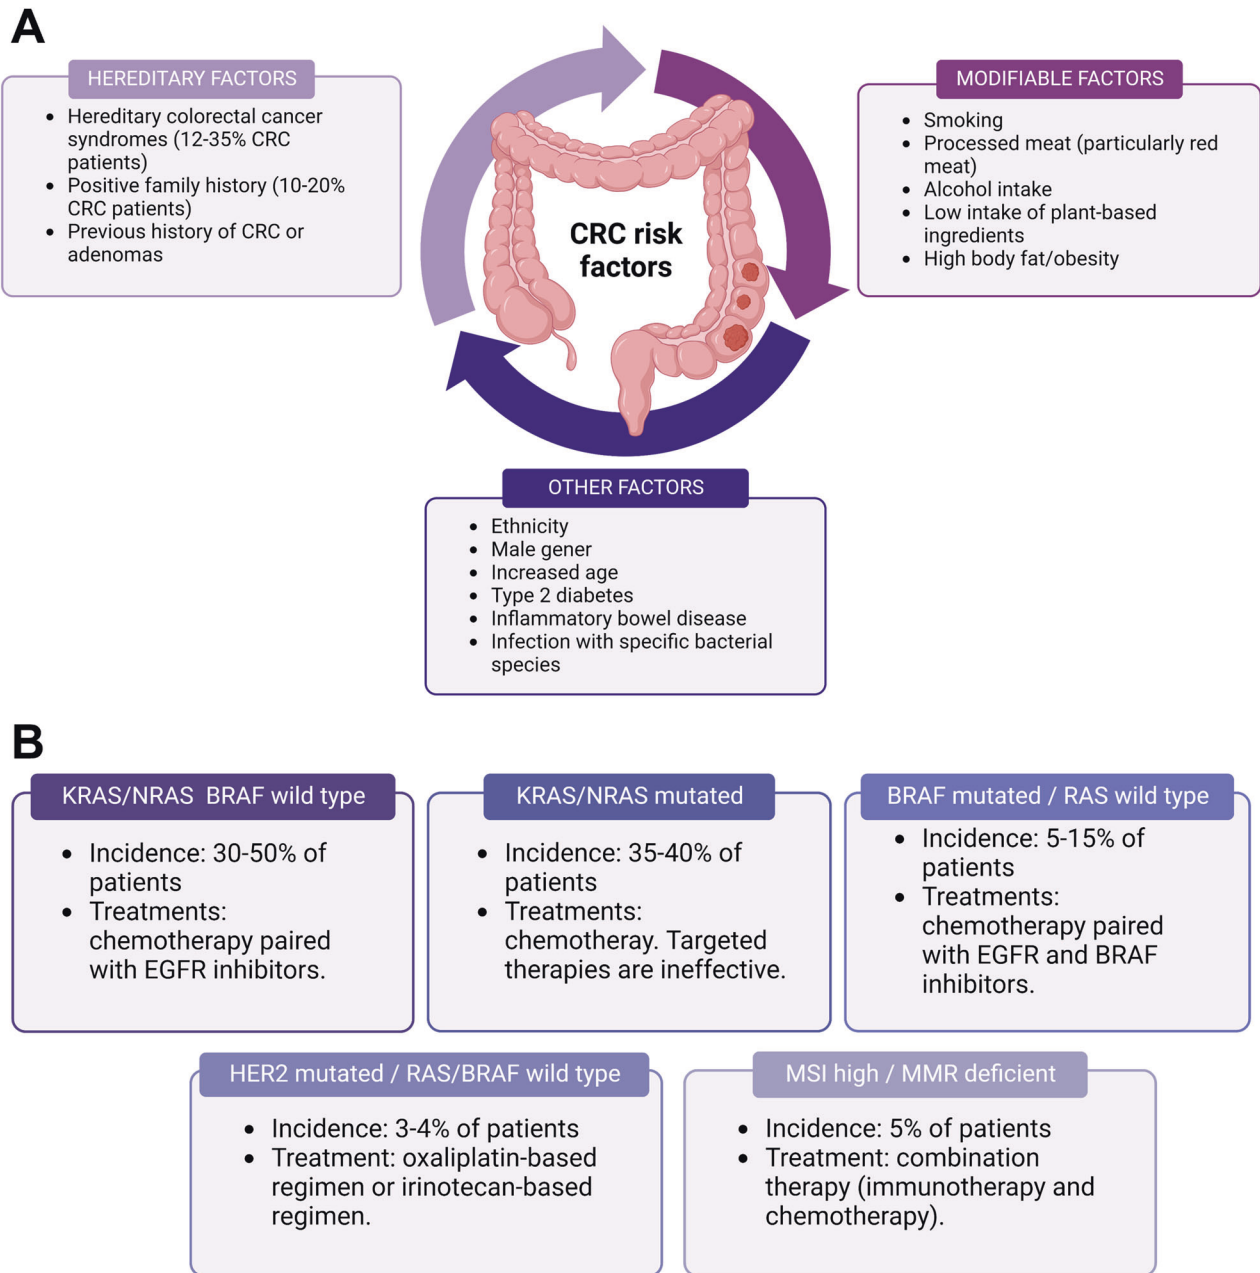 A
HEREDITARY FACTORS
• Hereditary colorectal cancer
syndromes (12-35% CRC
patients)
• Positive family history (10-20%
CRC patients)
• Previous history of CRC or
adenomas
MODIFIABLE FACTORS
• Smoking
• Processed meat (particularly red
meat)
• Alcohol intake
• Low intake of plant-based
ingredients
• High body fat/obesity
CRC risk
factors
OTHER FACTORS
• Ethnicity
• Male gener
• Increased age
• Type 2 diabetes
• Inflammatory bowel disease
• Infection with specific bacterial
species
B
KRAS/NRAS BRAF wild type
• Incidence: 30-50% of
patients
• Treatments:
chemotherapy paired
with EGFR inhibitors.
KRAS/NRAS mutated
• Incidence: 35-40% of
patients
• Treatments:
chemotheray. Targeted
therapies are ineffective.
BRAF mutated / RAS wild type
• Incidence: 5-15% of
patients
• Treatments:
chemotherapy paired
with EGFR and BRAF
inhibitors.
HER2 mutated / RAS/BRAF wild type
• Incidence: 3-4% of patients
• Treatment: oxaliplatin-based
regimen or irinotecan-based
regimen.
MSI high / MMR deficient
• Incidence: 5% of patients
• Treatment: combination
therapy (immunotherapy and
chemotherapy).